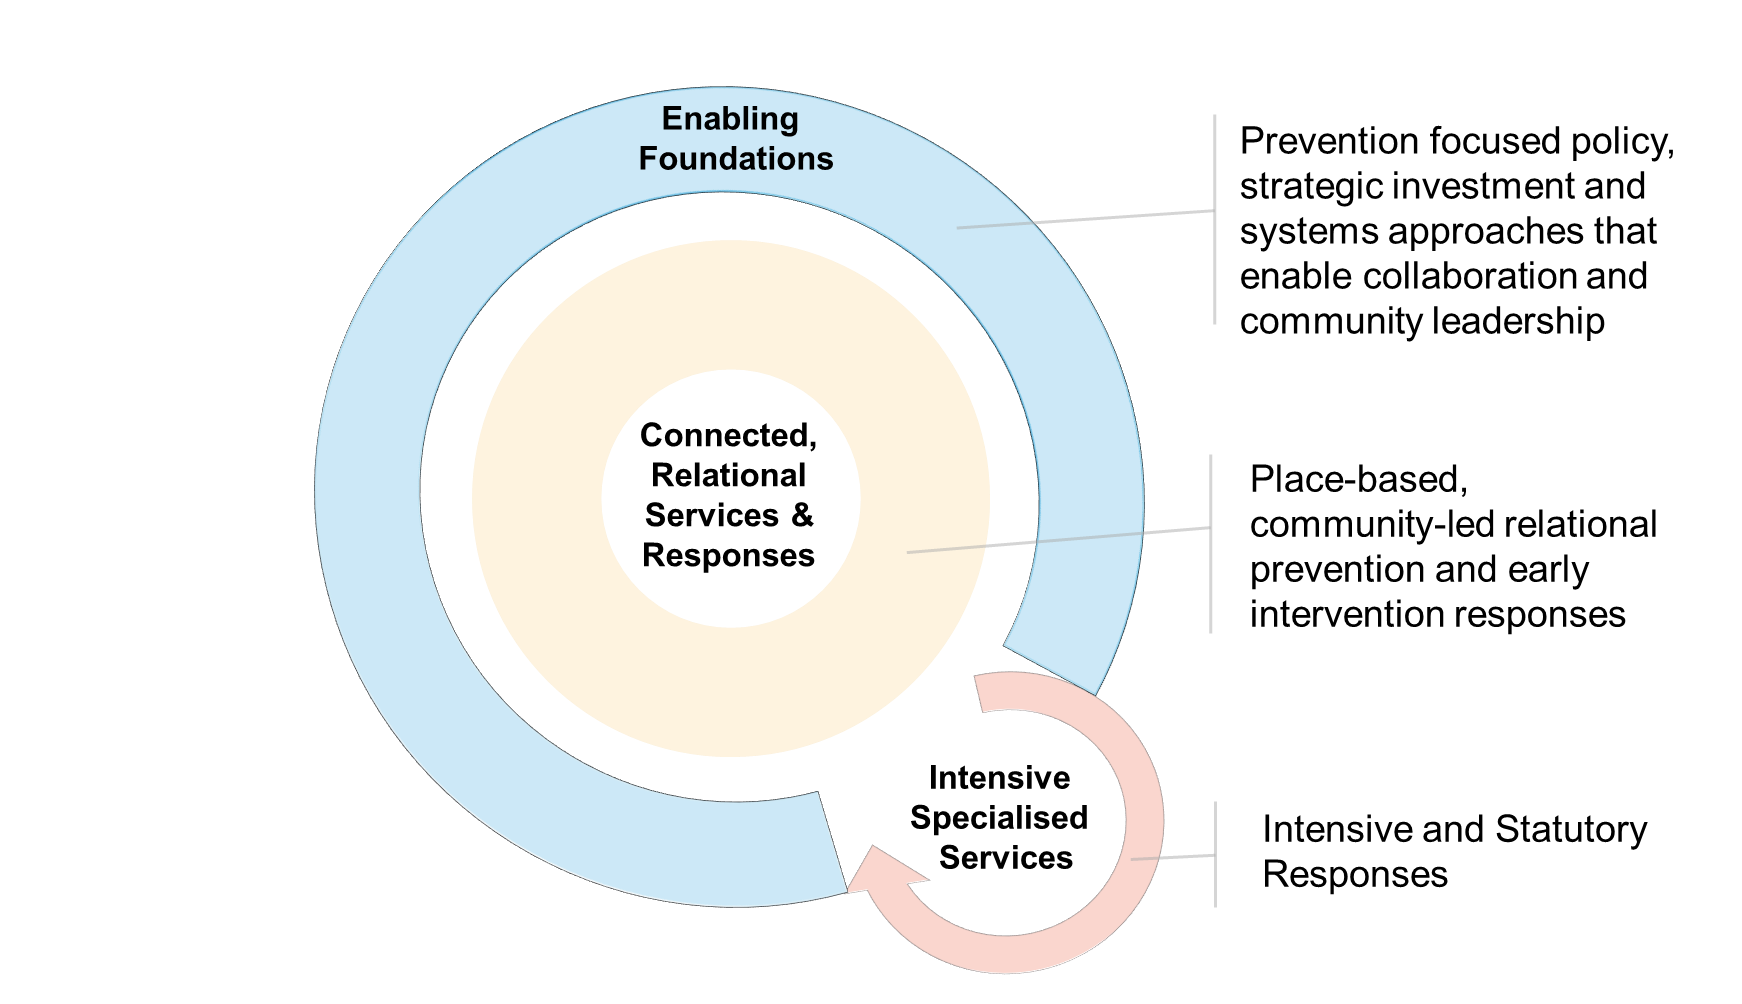 Enabling
Foundations
Prevention focused policy,
strategic investment and
systems approaches that
enable collaboration and
community leadership
Connected,
Relational
Services &
Responses
Place-based,
community-led relational
prevention and early
intervention responses
Intensive
Specialised
Services
Intensive and Statutory
Responses